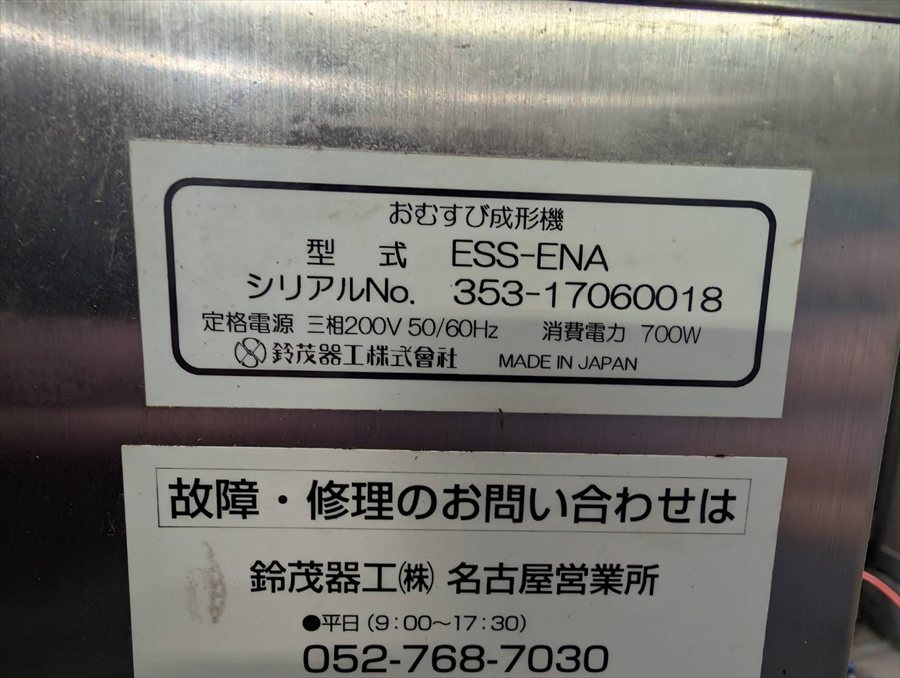 おむすび成形機
型 式 ESS-ENA
シリアルNo. 353-17060018
定格電源 三相200V 50/60Hz 消費電力 700W
鈴茂器工株式會社 MADE IN JAPAN
故障・修理のお問い合わせは
鈴茂器工㈱ 名古屋営業所
●平日(9:00〜17:30)
052-768-7030